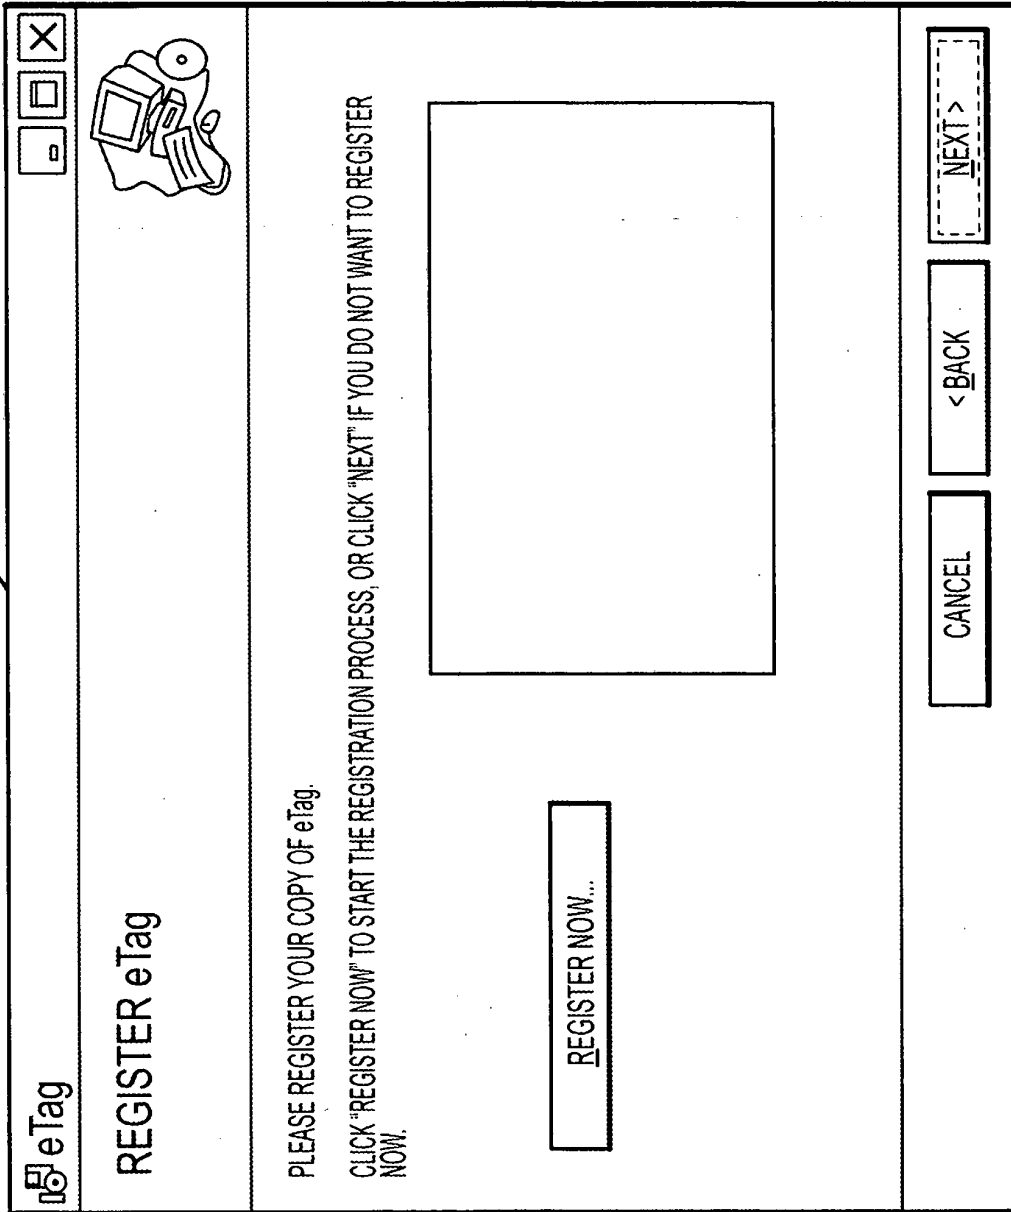 eTag
REGISTER eTag
PLEASE REGISTER YOUR COPY OF eTag.
CLICK "REGISTER NOW" TO START THE REGISTRATION PROCESS, OR CLICK "NEXT" IF YOU DO NOT WANT TO REGISTER
NOW.
REGISTER NOW...
CANCEL
< BACK
NEXT >